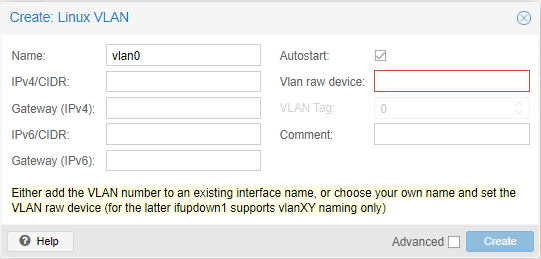 Create: Linux VLAN
Name: vlan0 Autostart:
IPv4/CIDR: Vlan raw device:
Gateway (IPv4): VLAN Tag: 0
IPv6/CIDR: Comment:
Gateway (IPv6):
Either add the VLAN number to an existing interface name, or choose your own name and set the
VLAN raw device (for the latter ifupdown1 supports vlanXY naming only)
? Help Advanced Create